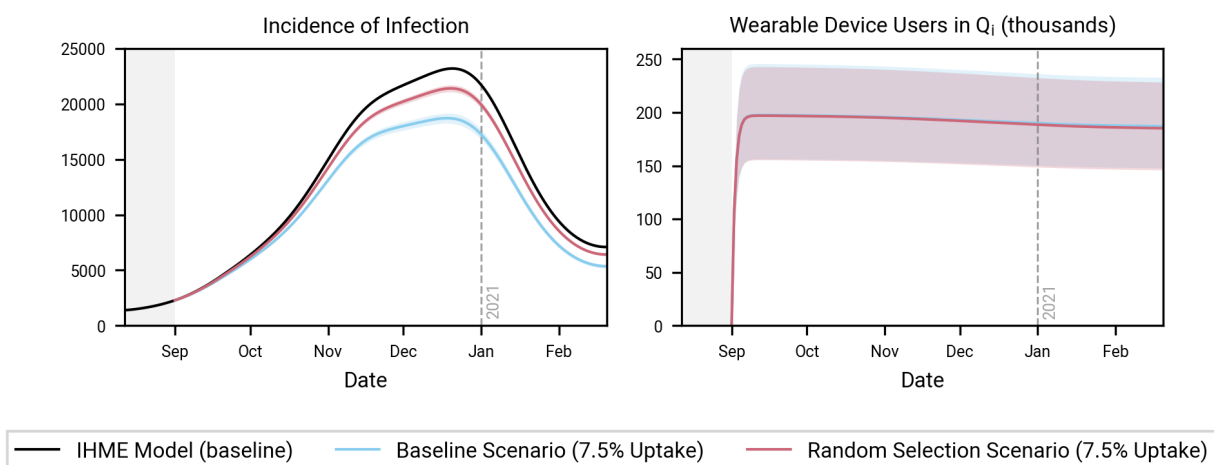 Incidence of Infection
25000
20000
15000
10000
5000
0
Sep Oct Nov Dec Jan Feb
2021
Date
Wearable Device Users in Qi (thousands)
250
200
150
100
50
0
Sep Oct Nov Dec Jan Feb
2021
Date
IHME Model (baseline) Baseline Scenario (7.5% Uptake) Random Selection Scenario (7.5% Uptake)